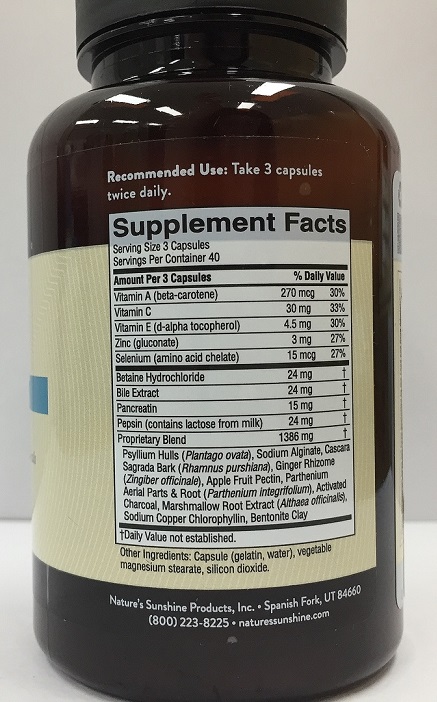 Recommended Use: Take 3 capsules
twice daily.
Supplement Facts
Serving Size 3 Capsules
Servings Per Container 40
Amount Per 3 Capsules % Daily Value
Vitamin A (beta-carotene) 270 mcg 30%
Vitamin C 30 mg 33%
Vitamin E (d-alpha tocopherol) 4.5 mg 30%
Zinc (gluconate) 3 mg 27%
Selenium (amino acid chelate) 15 mcg 27%
Betaine Hydrochloride 24 mg †
Bile Extract 24 mg †
Pancreatin 15 mg †
Pepsin (contains lactose from milk) 24 mg †
Proprietary Blend 1386 mg †
Psyllium Hulls (Plantago ovata), Sodium Alginate, Cascara
Sagrada Bark (Rhamnus purshiana), Ginger Rhizome
(Zingiber officinale), Apple Fruit Pectin, Parthenium
Aerial Parts & Root (Parthenium integrifolium), Activated
Charcoal, Marshmallow Root Extract (Althaea officinalis),
Sodium Copper Chlorophyllin, Bentonite Clay
†Daily Value not established.
Other Ingredients: Capsule (gelatin, water), vegetable
magnesium stearate, silicon dioxide.
Nature's Sunshine Products, Inc. • Spanish Fork, UT 84660
(800) 223-8225 • naturessunshine.com